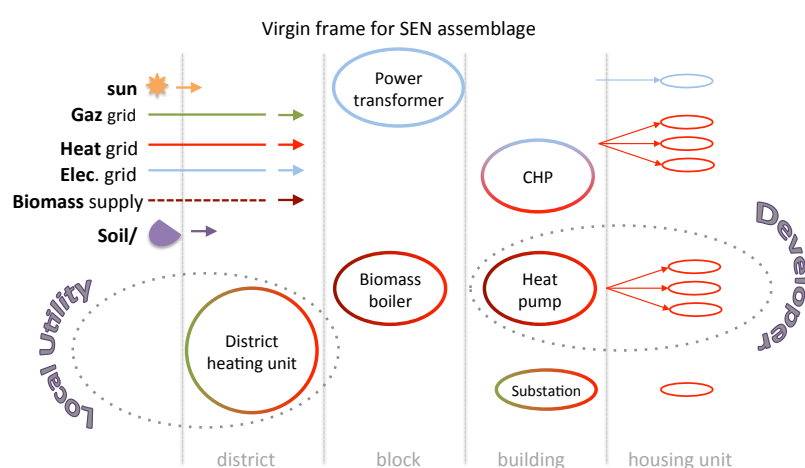 Virgin frame for SEN assemblage
sun
Gaz grid
Heat grid
Elec. grid
Biomass supply
Soil/
Power
transformer
CHP
Biomass
boiler
Heat
pump
District
heating unit
Substation
Local Utility
Developer
district
block
building
housing unit